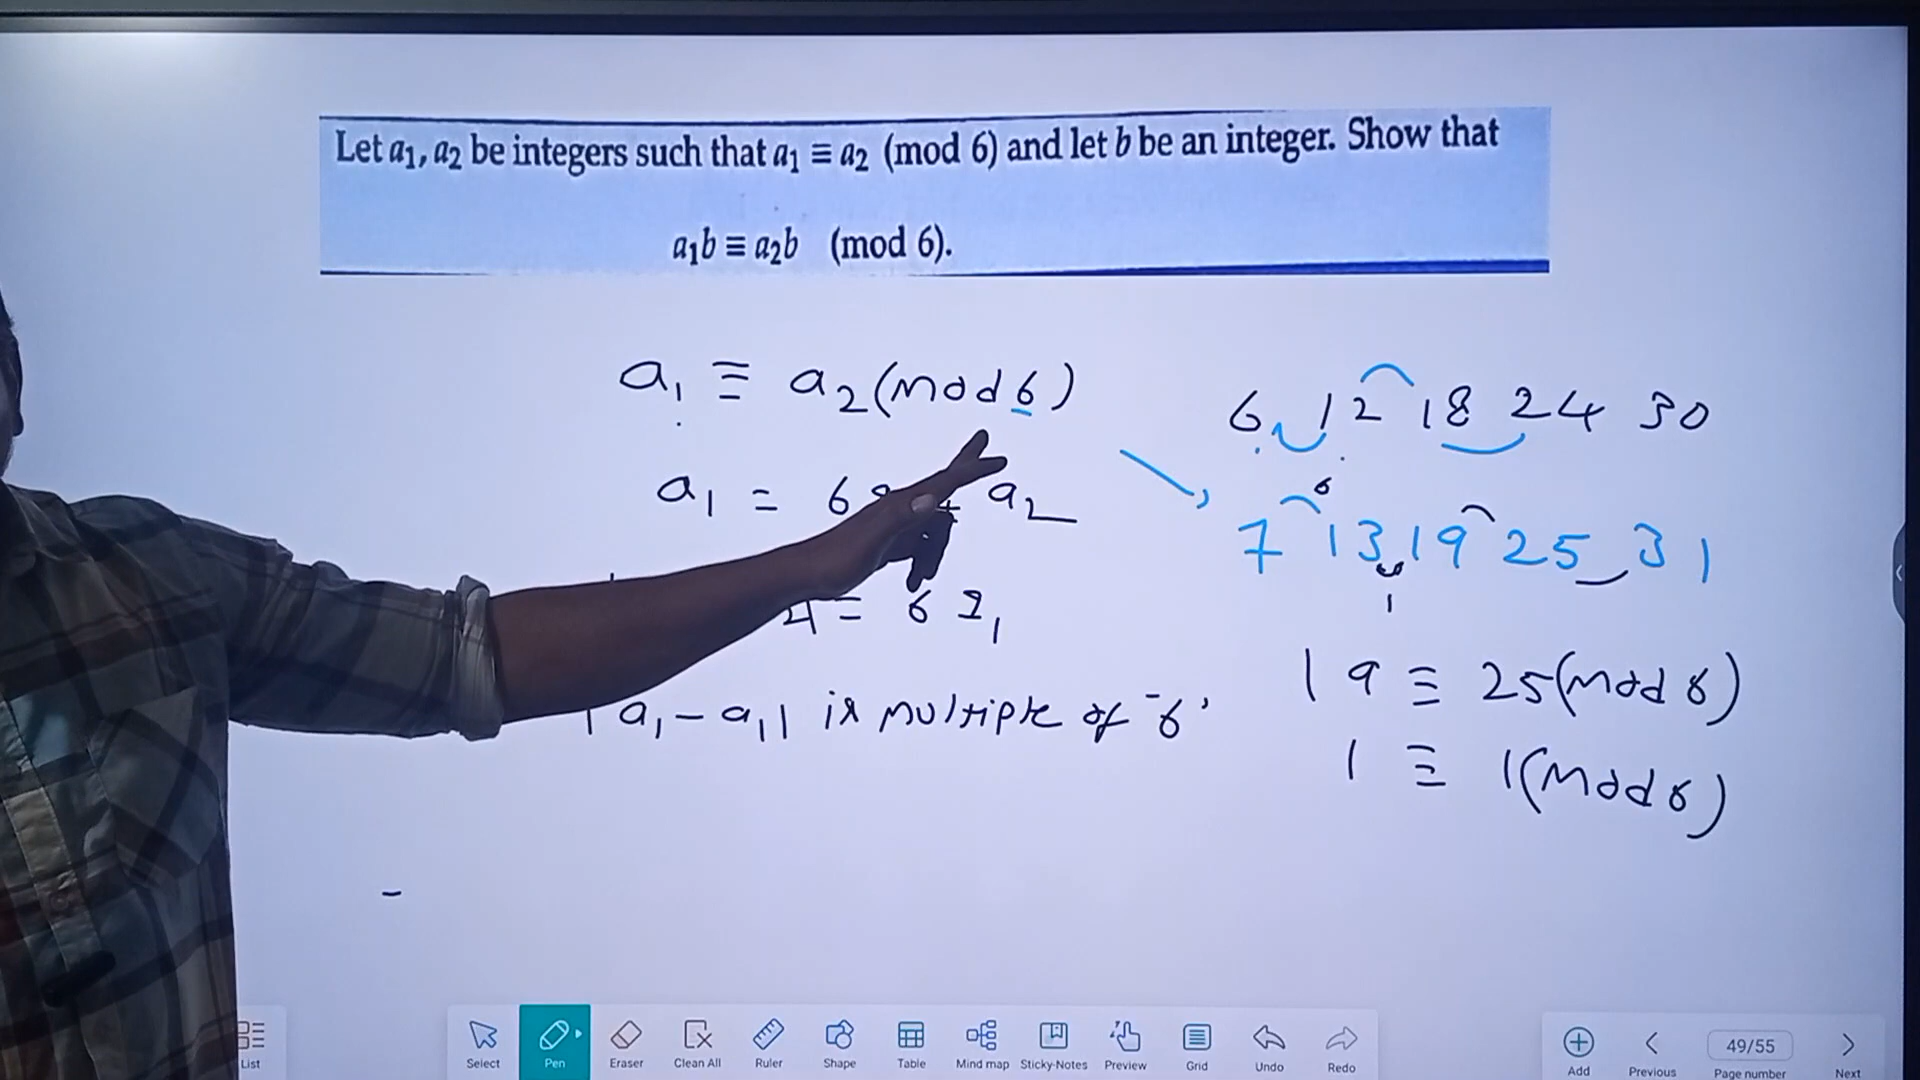 Let a₁, a₂ be integers such that a₁ ≡ a₂ (mod 6) and let b be an integer. Show that
a₁b ≡ a₂b (mod 6).
a₁ ≡ a₂(mod 6)
a₁ = 6 + a₂
= 6
| a₁ - a₁| is multiple of "6'
6 12 18 24 30
6
7 13 19 25 31
1
19 ≡ 25(mod 6)
1 ≡ 1(mod 6)
List
Select
Pen
Eraser
Clean All
Ruler
Shape
Table
Mind map
Sticky-Notes
Preview
Grid
Undo
Redo
Add
Previous
49/55
Page number
Next